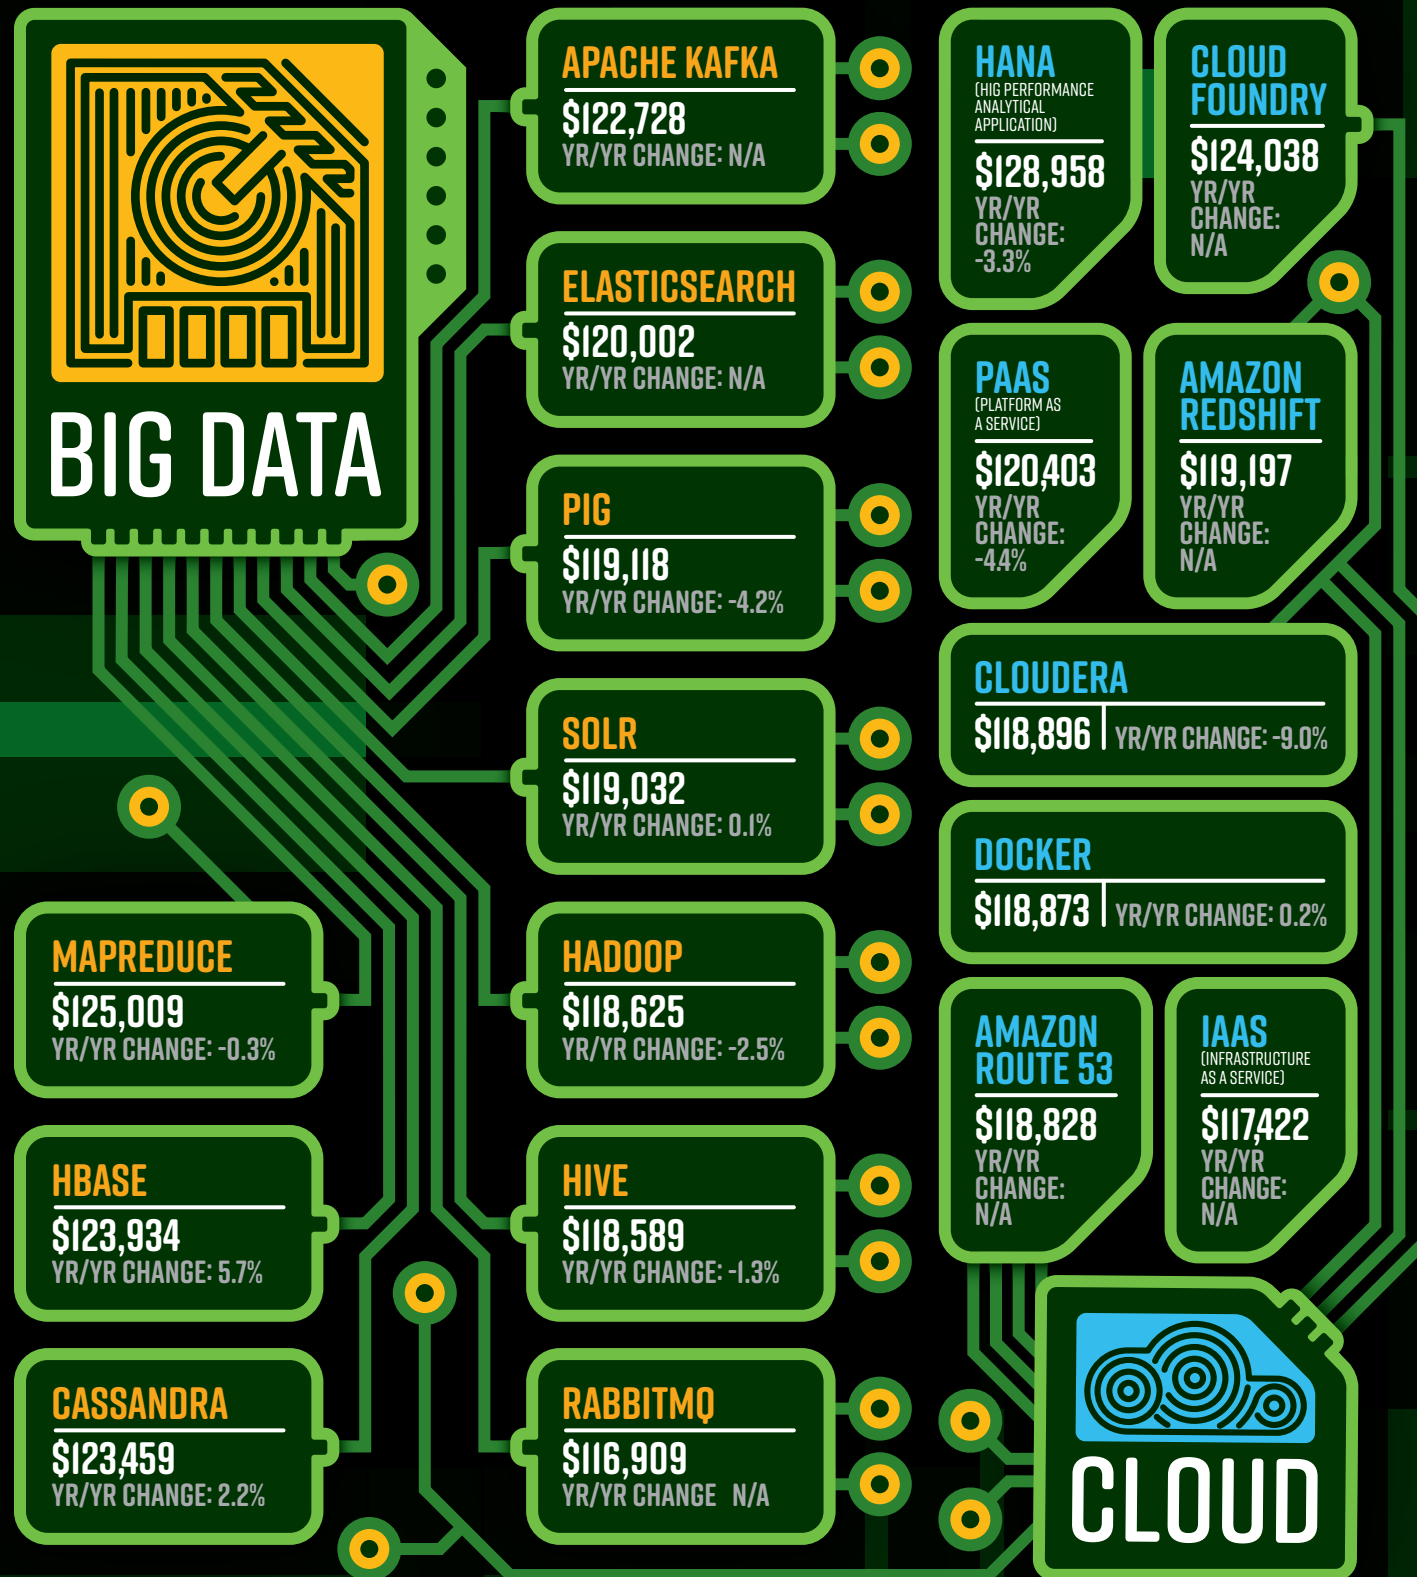 BIG DATA
MAPREDUCE
$125,009
YR/YR CHANGE: -0.3%
HBASE
$123,934
YR/YR CHANGE: 5.7%
CASSANDRA
$123,459
YR/YR CHANGE: 2.2%
APACHE KAFKA
$122,728
YR/YR CHANGE: N/A
ELASTICSEARCH
$120,002
YR/YR CHANGE: N/A
PIG
$119,118
YR/YR CHANGE: -4.2%
SOLR
$119,032
YR/YR CHANGE: 0.1%
HADOOP
$118,625
YR/YR CHANGE: -2.5%
HIVE
$118,589
YR/YR CHANGE: -1.3%
RABBITMQ
$116,909
YR/YR CHANGE N/A
HANA
(HIG PERFORMANCE
ANALYTICAL
APPLICATION)
$128,958
YR/YR
CHANGE:
-3.3%
CLOUD
FOUNDRY
$124,038
YR/YR
CHANGE:
N/A
PAAS
(PLATFORM AS
A SERVICE)
$120,403
YR/YR
CHANGE:
-4.4%
AMAZON
REDSHIFT
$119,197
YR/YR
CHANGE:
N/A
CLOUDERA
$118,896 YR/YR CHANGE: -9.0%
DOCKER
$118,873 YR/YR CHANGE: 0.2%
AMAZON
ROUTE 53
$118,828
YR/YR
CHANGE:
N/A
IAAS
(INFRASTRUCTURE
AS A SERVICE)
$117,422
YR/YR
CHANGE:
N/A
CLOUD